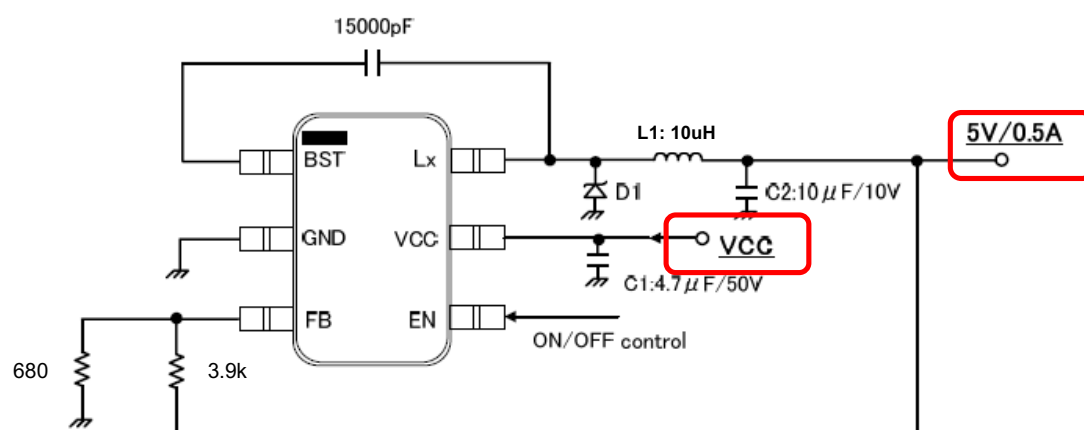 15000pF
BST
Lx
L1: 10uH
5V/0.5A
D1
C2:10μF/10V
GND
VCC
VCC
C1:4.7μF/50V
FB
EN
ON/OFF control
680
3.9k